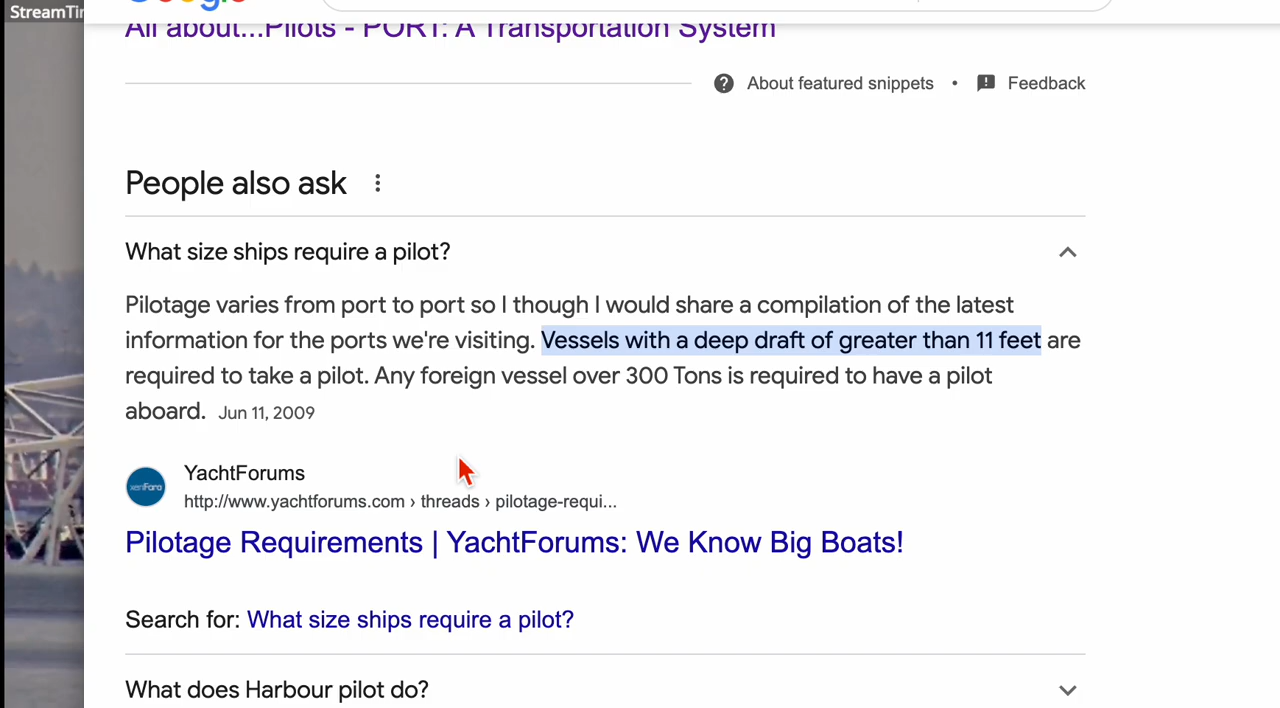 StreamTi
Google
All about...Pilots - PORT: A Transportation System
About featured snippets • Feedback
People also ask
What size ships require a pilot?
Pilotage varies from port to port so I though I would share a compilation of the latest
information for the ports we're visiting. Vessels with a deep draft of greater than 11 feet are
required to take a pilot. Any foreign vessel over 300 Tons is required to have a pilot
aboard. Jun 11, 2009
xenForo
YachtForums
http://www.yachtforums.com › threads › pilotage-requi...
Pilotage Requirements | YachtForums: We Know Big Boats!
Search for: What size ships require a pilot?
What does Harbour pilot do?